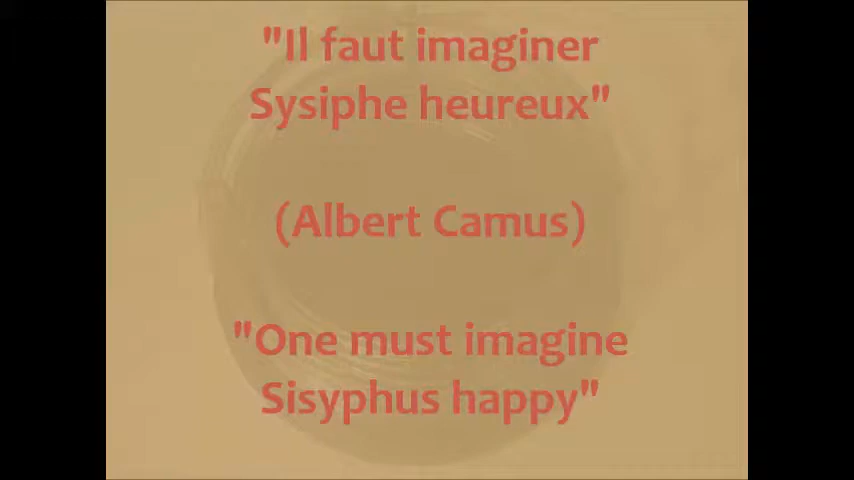 "Il faut imaginer
Sysiphe heureux"
(Albert Camus)
"One must imagine
Sisyphus happy"